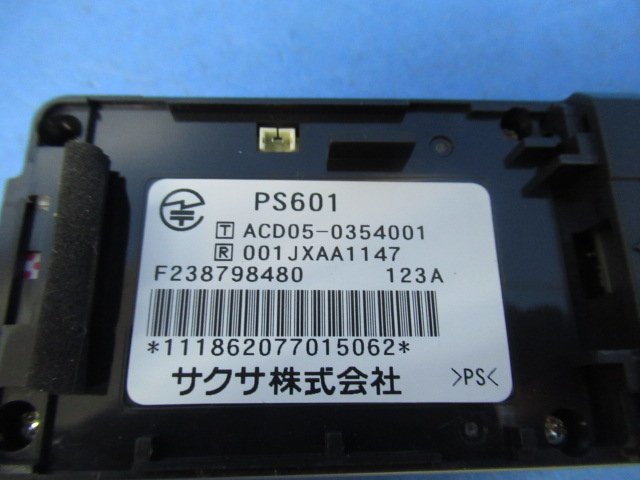 PS601
T ACD05-0354001
R 001JXAA1147
F238798480 123A
*111862077015062*
サクサ株式会社 >PS<